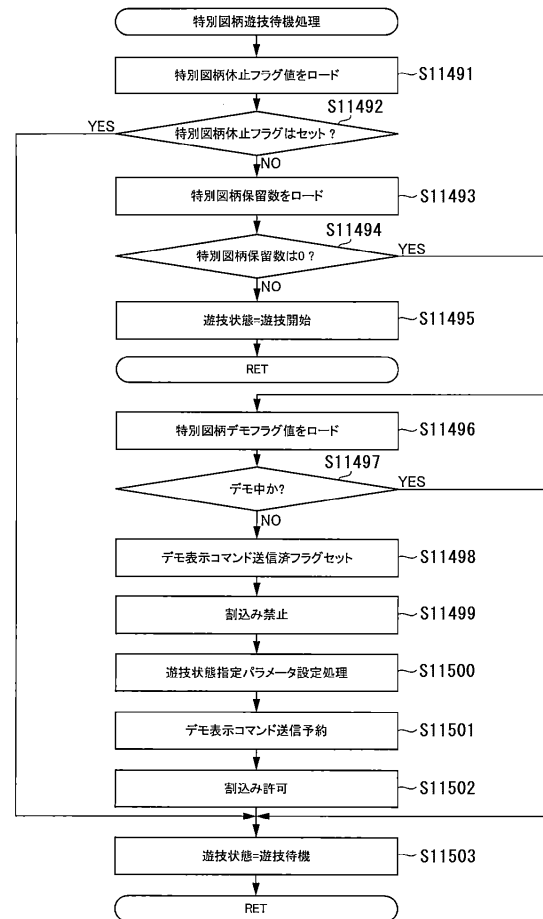 特別図柄遊技待機処理
特別図柄休止フラグ値をロード
S11491
S11492
YES
特別図柄休止フラグはセット?
NO
特別図柄保留数をロード
S11493
S11494
特別図柄保留数は0?
YES
NO
遊技状態=遊技開始
S11495
RET
特別図柄デモフラグ値をロード
S11496
S11497
デモ中か?
YES
NO
デモ表示コマンド送信済フラグセット
S11498
割込み禁止
S11499
遊技状態指定パラメータ設定処理
S11500
デモ表示コマンド送信予約
S11501
割込み許可
S11502
遊技状態=遊技待機
S11503
RET